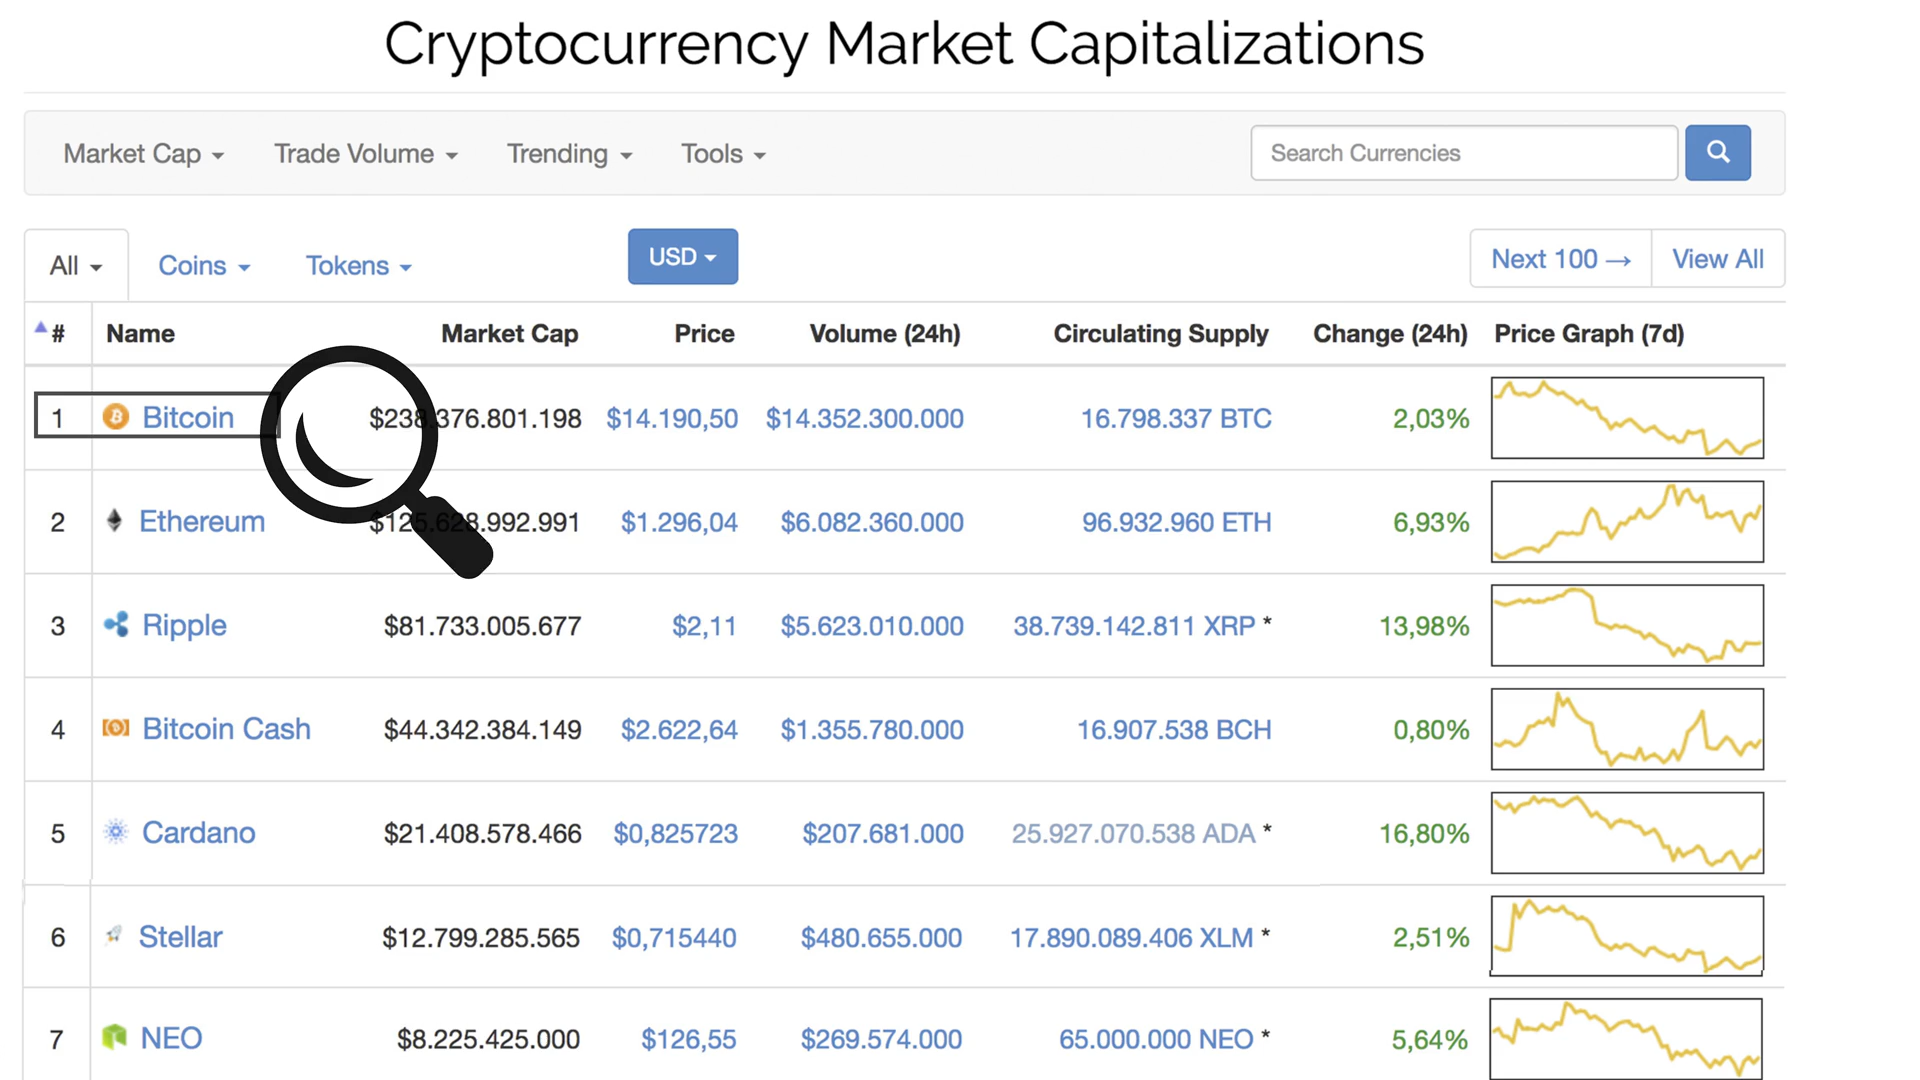 Cryptocurrency Market Capitalizations
Market Cap Trade Volume Trending Tools Search Currencies
All Coins Tokens USD Next 100 → View All
# Name Market Cap Price Volume (24h) Circulating Supply Change (24h) Price Graph (7d)
1 Bitcoin $238.376.801.198 $14.190,50 $14.352.300.000 16.798.337 BTC 2,03%
2 Ethereum $125.628.992.991 $1.296,04 $6.082.360.000 96.932.960 ETH 6,93%
3 Ripple $81.733.005.677 $2,11 $5.623.010.000 38.739.142.811 XRP * 13,98%
4 Bitcoin Cash $44.342.384.149 $2.622,64 $1.355.780.000 16.907.538 BCH 0,80%
5 Cardano $21.408.578.466 $0,825723 $207.681.000 25.927.070.538 ADA * 16,80%
6 Stellar $12.799.285.565 $0,715440 $480.655.000 17.890.089.406 XLM * 2,51%
7 NEO $8.225.425.000 $126,55 $269.574.000 65.000.000 NEO * 5,64%